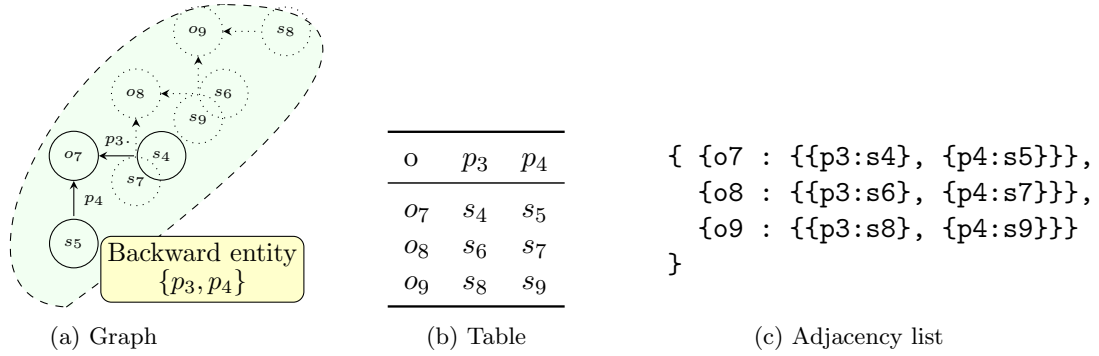 o9 s8
o8 s6
s9
p3.
o7 s4
s7
p4
s5
Backward entity
{p3, p4}
(a) Graph
o p3 p4
o7 s4 s5
o8 s6 s7
o9 s8 s9
(b) Table
{ {o7 : {{p3:s4}, {p4:s5}}},
{o8 : {{p3:s6}, {p4:s7}}},
{o9 : {{p3:s8}, {p4:s9}}}
}
(c) Adjacency list